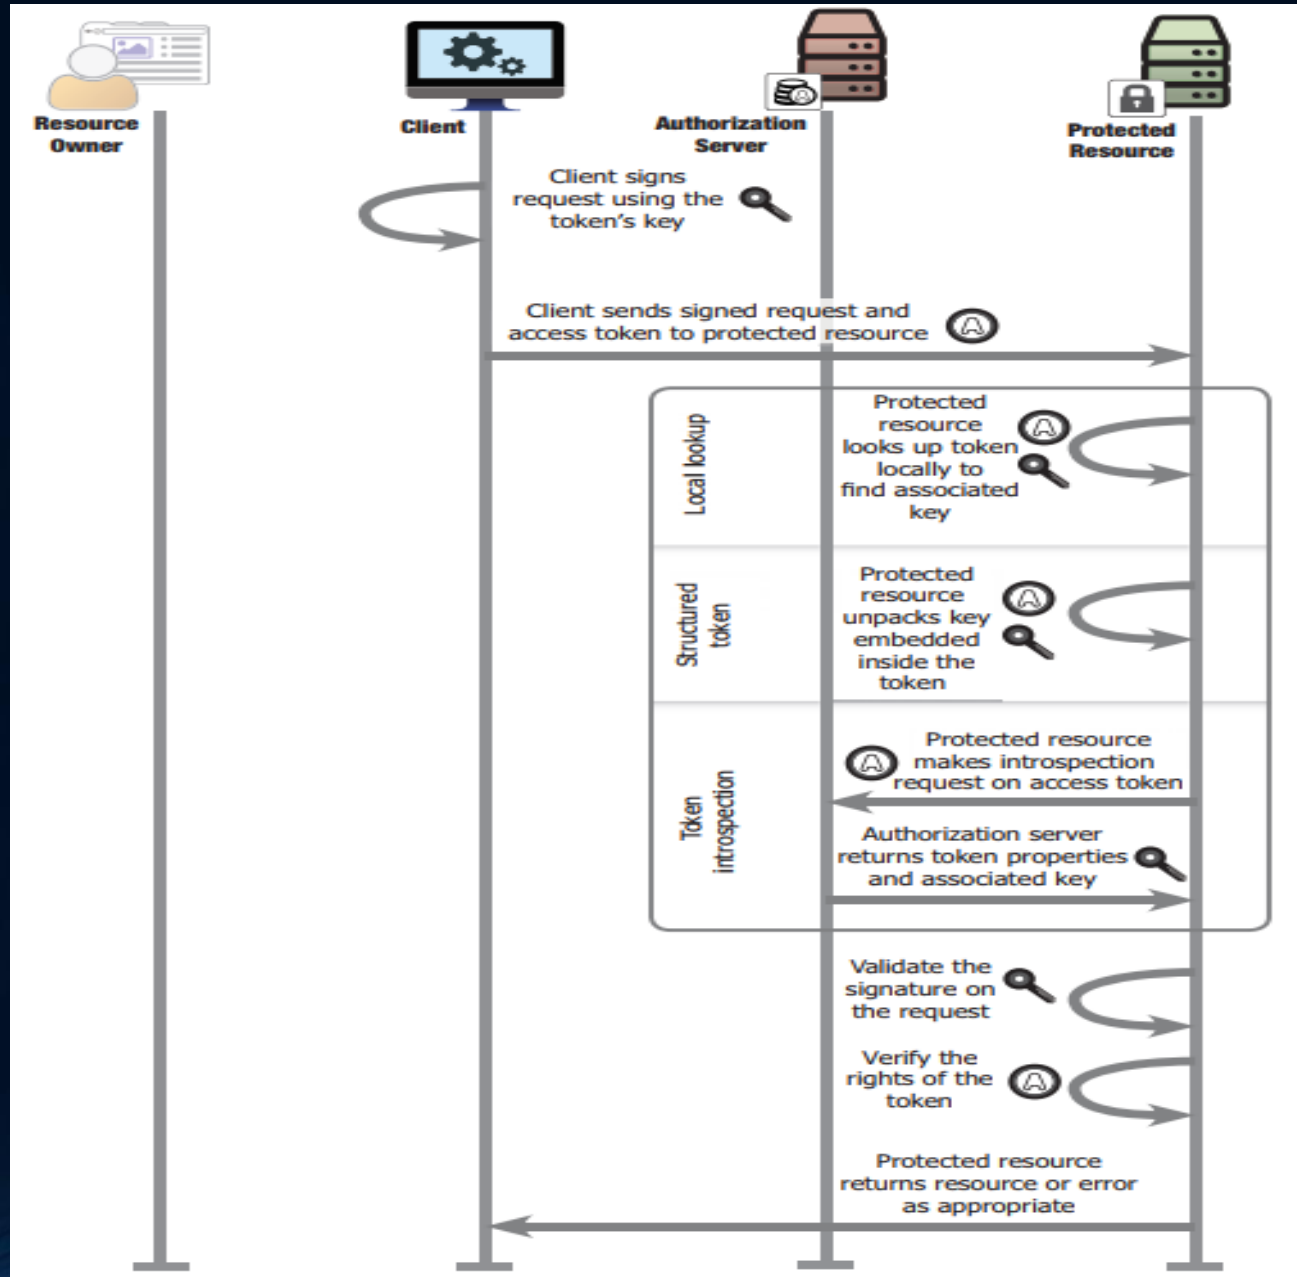 Resource
Owner
Client
Authorization
Server
Protected
Resource
Client signs
request using the
token's key
Client sends signed request and
access token to protected resource
A
Local lookup
Protected
resource
looks up token
locally to
find associated
key
A
Structured
token
Protected
resource
unpacks key
embedded
inside the
token
A
Token
introspection
Protected resource
makes introspection
request on access token
A
Authorization server
returns token properties
and associated key
Validate the
signature on
the request
Verify the
rights of the
token
A
Protected resource
returns resource or error
as appropriate